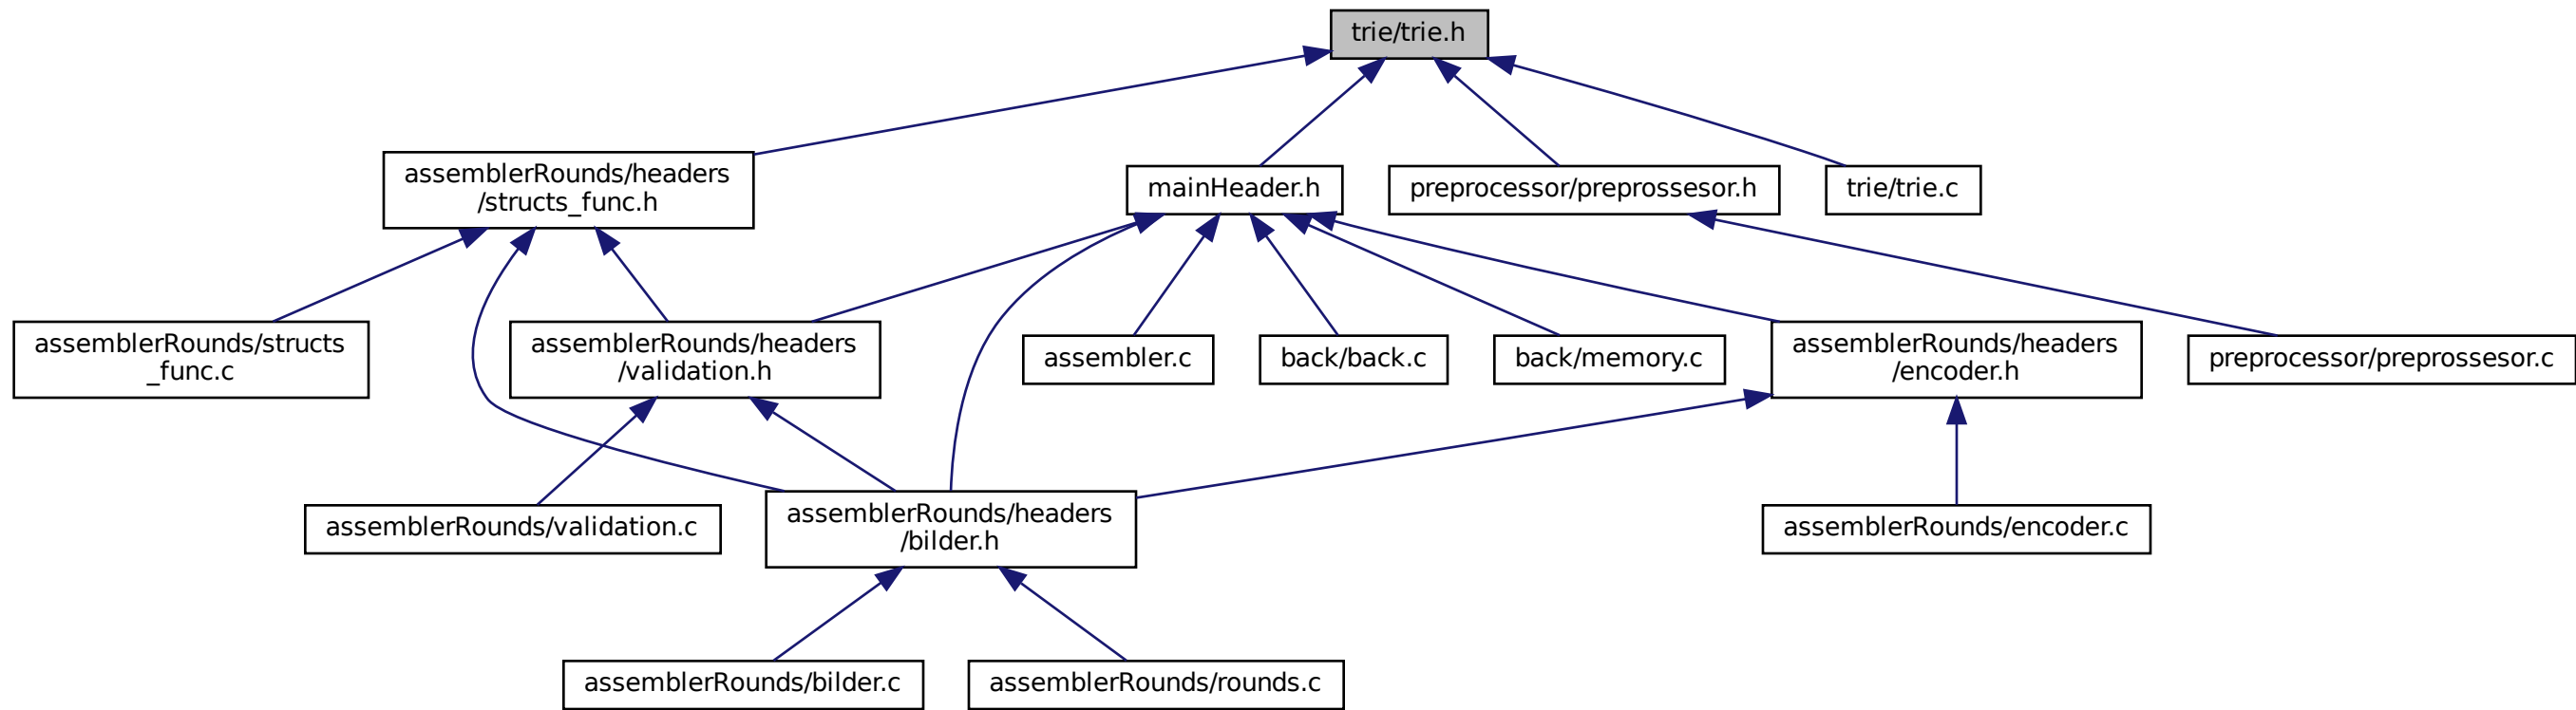 trie/trie.h
assemblerRounds/headers
/structs_func.h
mainHeader.h
preprocessor/preprossesor.h
trie/trie.c
assemblerRounds/structs
_func.c
assemblerRounds/headers
/validation.h
assembler.c
back/back.c
back/memory.c
assemblerRounds/headers
/encoder.h
preprocessor/preprossesor.c
assemblerRounds/validation.c
assemblerRounds/headers
/bilder.h
assemblerRounds/encoder.c
assemblerRounds/bilder.c
assemblerRounds/rounds.c